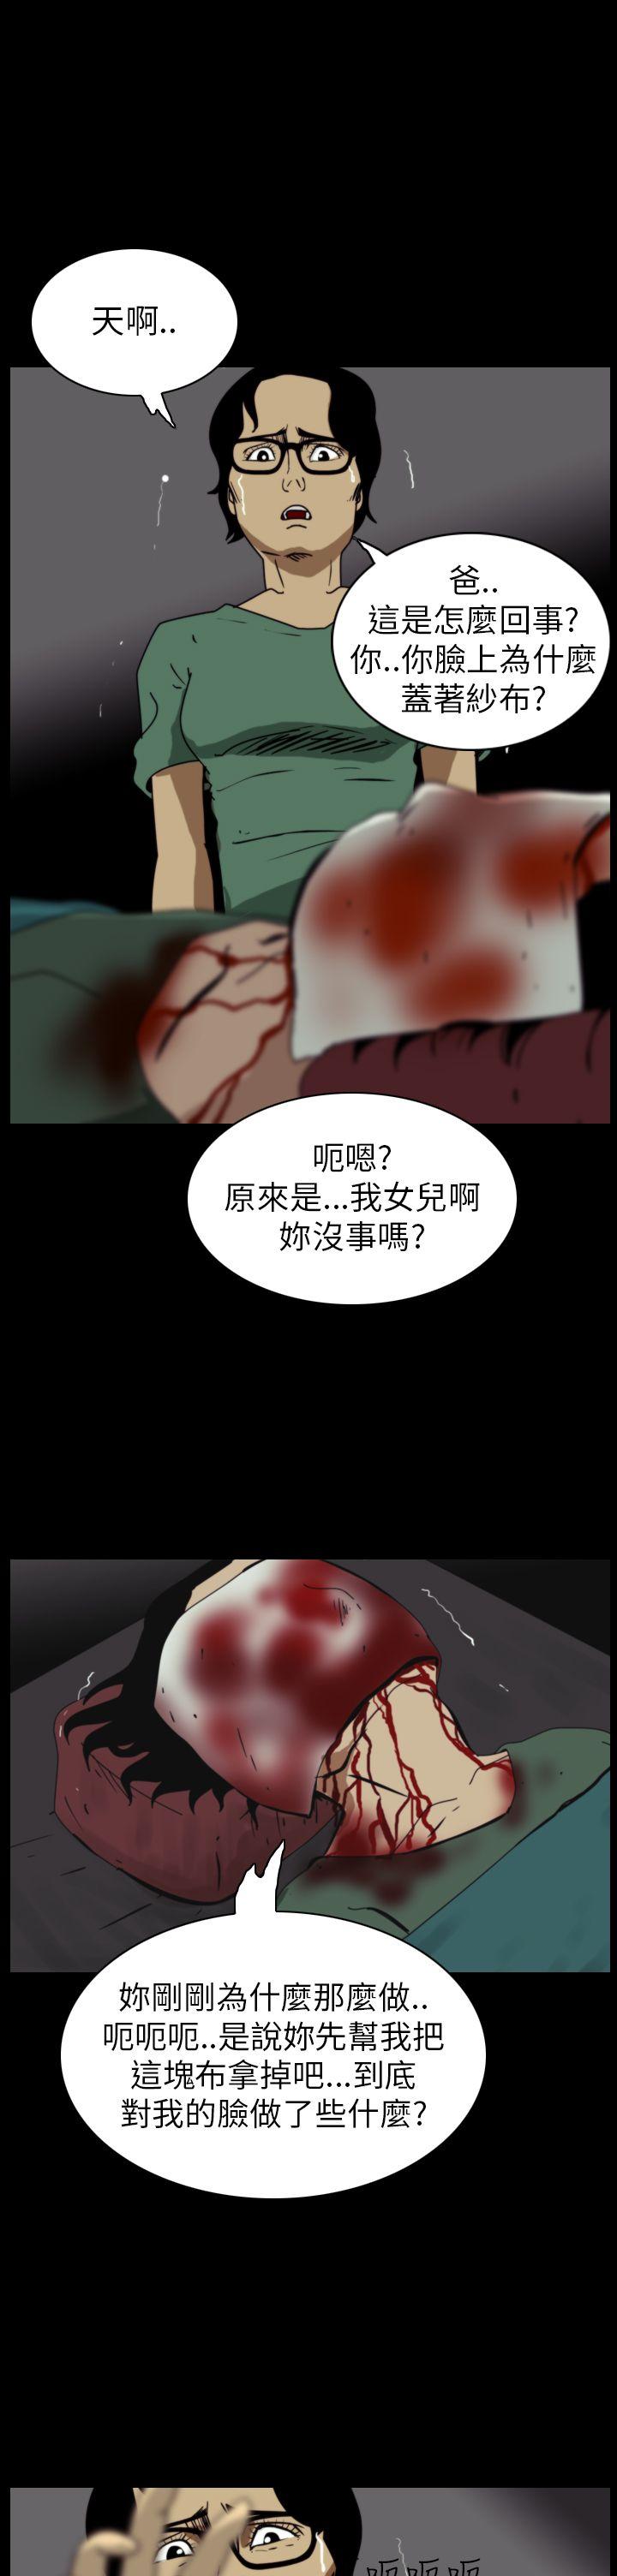 天啊..
爸..
這是怎麼回事?
你..你臉上為什麼
蓋著紗布?
呃嗯?
原來是...我女兒啊
妳沒事嗎?
妳剛剛為什麼那麼做..
呃呃呃..是說妳先幫我把
這塊布拿掉吧...到底
對我的臉做了些什麼?